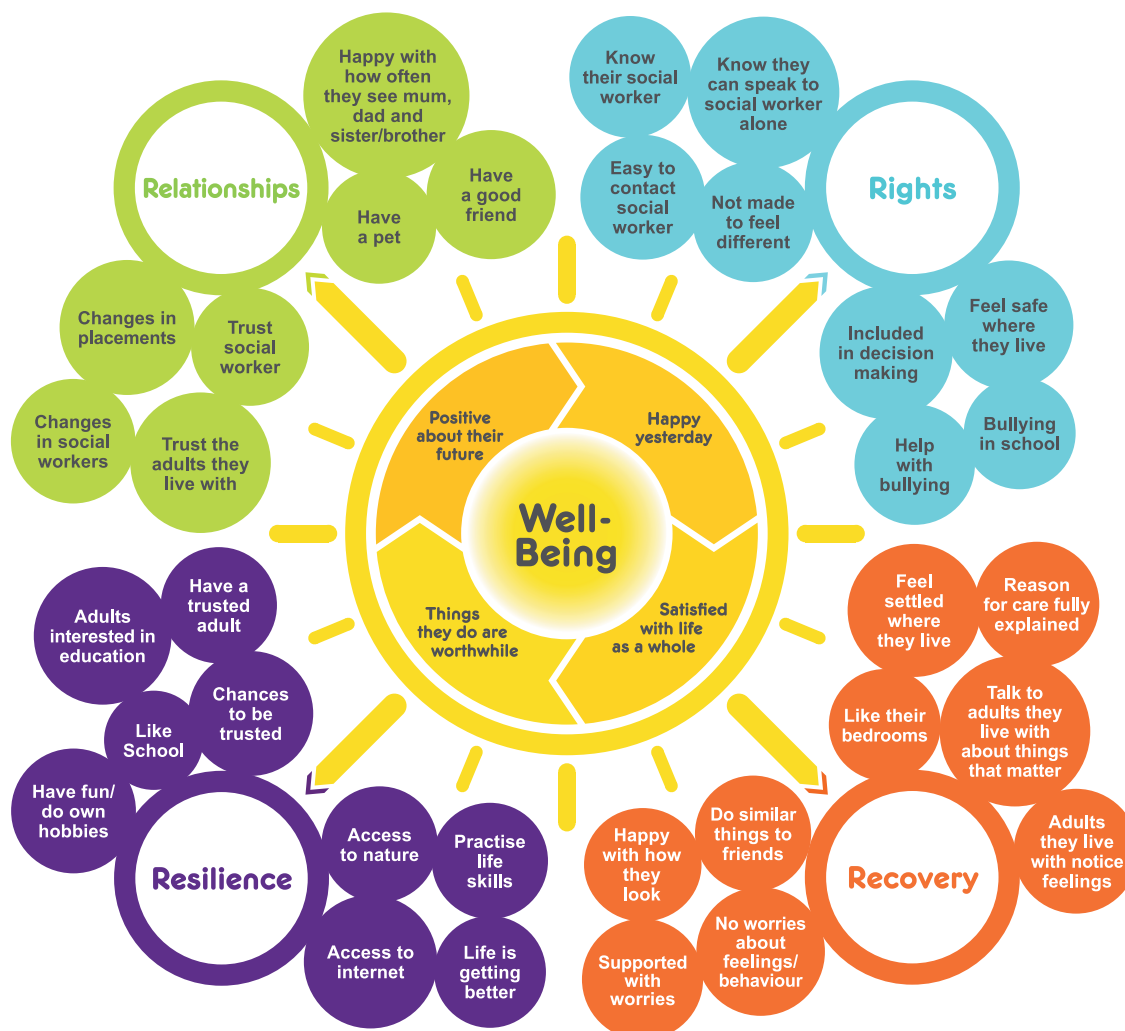 Happy with
how often
they see mum,
dad and
sister/brother
Relationships
Have
a pet
Have
a good
friend
Changes in
placements
Trust
social
worker
Changes
in social
workers
Trust the
adults they
live with
Know
their social
worker
Know they
can speak to
social worker
alone
Easy to
contact
social
worker
Not made
to feel
different
Rights
Included
in decision
making
Feel safe
where
they live
Help
with
bullying
Bullying
in school
Positive
about their
future
Happy
yesterday
Well-
Being
Things
they do are
worthwhile
Satisfied
with life
as a whole
Adults
interested in
education
Have a
trusted
adult
Like
School
Chances
to be
trusted
Have fun/
do own
hobbies
Resilience
Access
to nature
Practise
life
skills
Access to
internet
Life is
getting
better
Feel
settled
where
they live
Reason
for care fully
explained
Like their
bedrooms
Talk to
adults they
live with
about things
that matter
Happy
with how
they
look
Do similar
things to
friends
Recovery
Adults
they live
with notice
feelings
Supported
with
worries
No worries
about
feelings/
behaviour